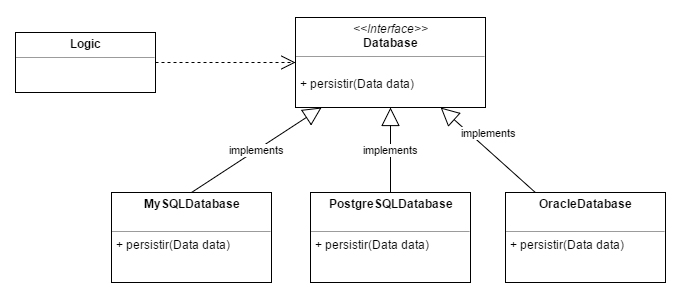 Logic
<<Interface>>
Database
+ persistir(Data data)
implements
implements
implements
MySQLDatabase
+ persistir(Data data)
PostgreSQLDatabase
+ persistir(Data data)
OracleDatabase
+ persistir(Data data)